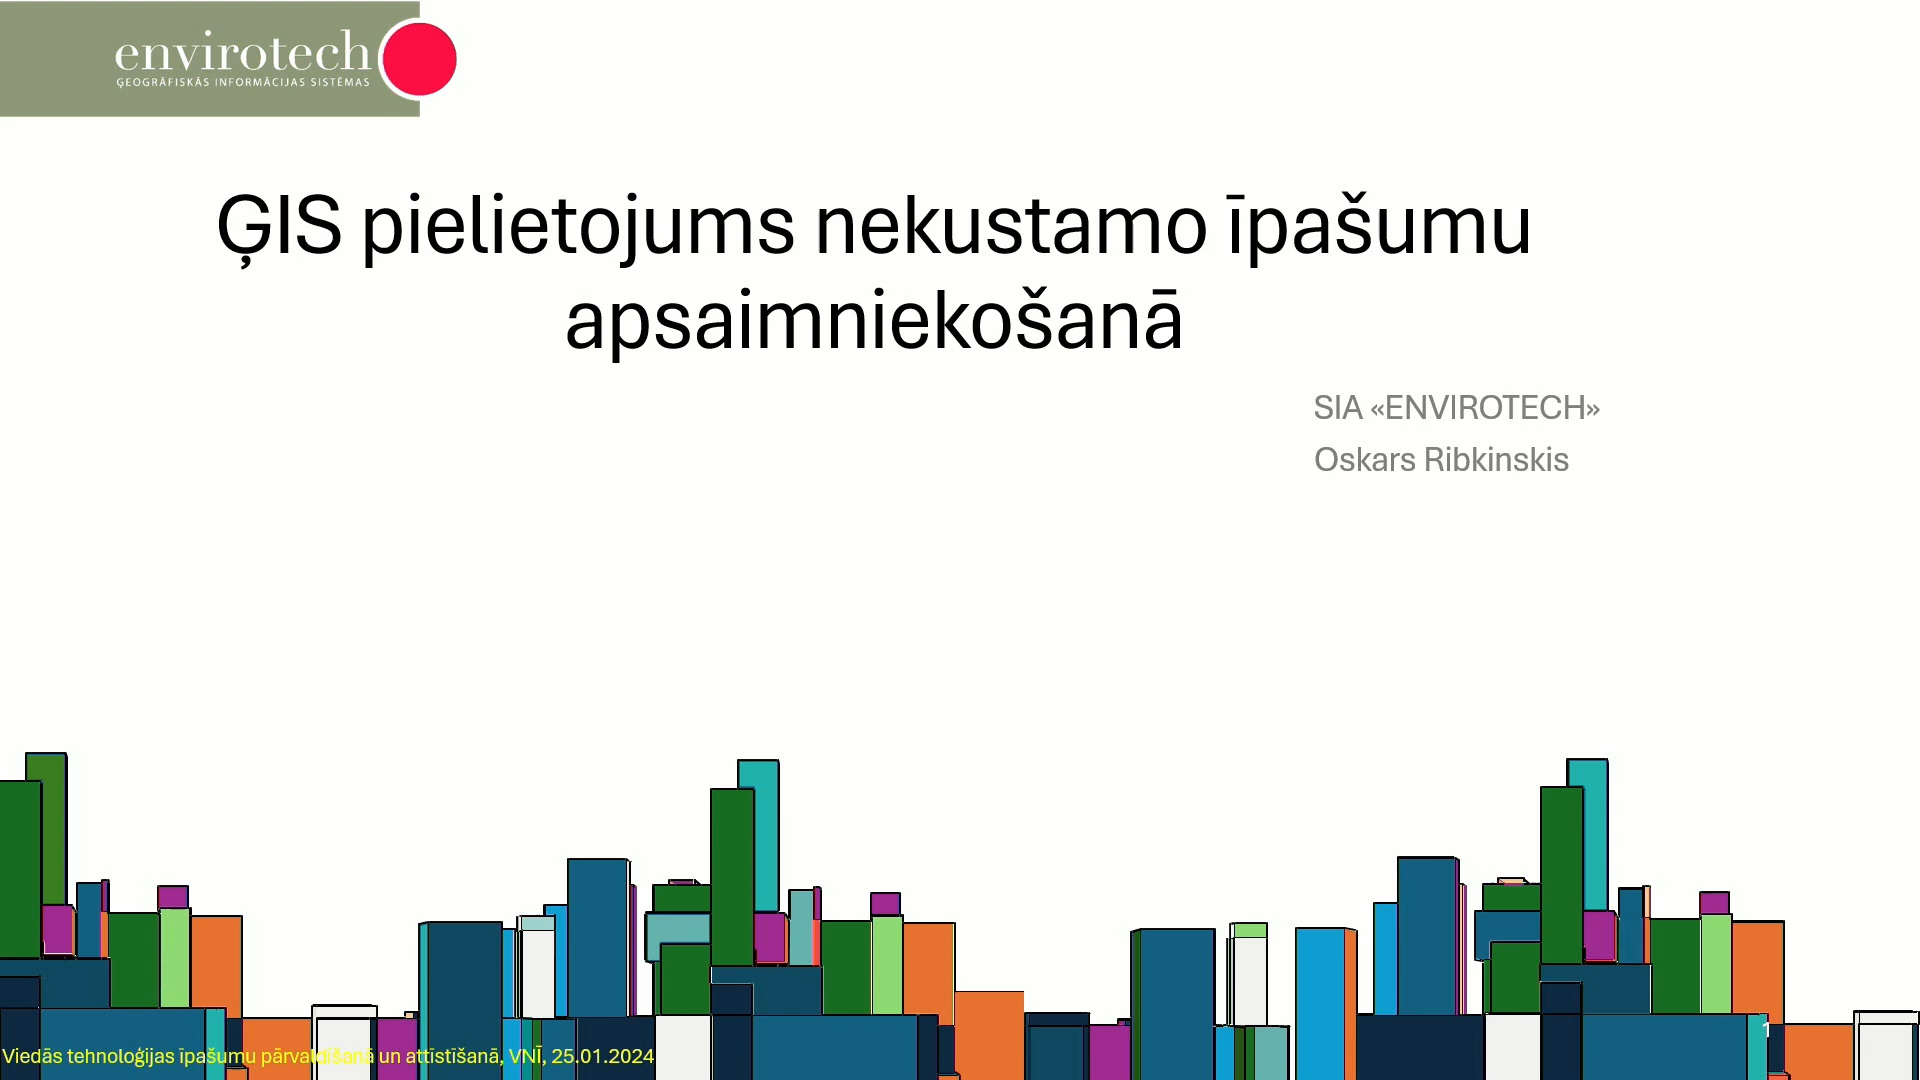 envirotech
ĢEOGRĀFISKĀS INFORMĀCIJAS SISTĒMAS
ĢIS pielietojums nekustamo īpašumu
apsaimniekošanā
SIA «ENVIROTECH»
Oskars Ribkinskis
1
Viedās tehnoloģijas īpašumu pārvaldīšanā un attīstīšanā, VNĪ, 25.01.2024